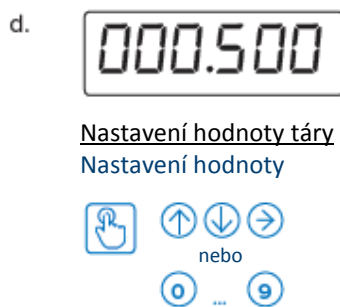 d.
000.500
Nastavení hodnoty táry
Nastavení hodnoty
nebo
0 ... 9